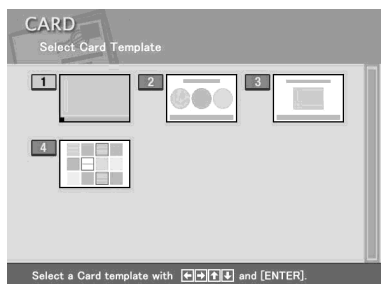 CARD
Select Card Template
1
2
3
4
Select a Card template with ←→↑↓ and [ENTER].